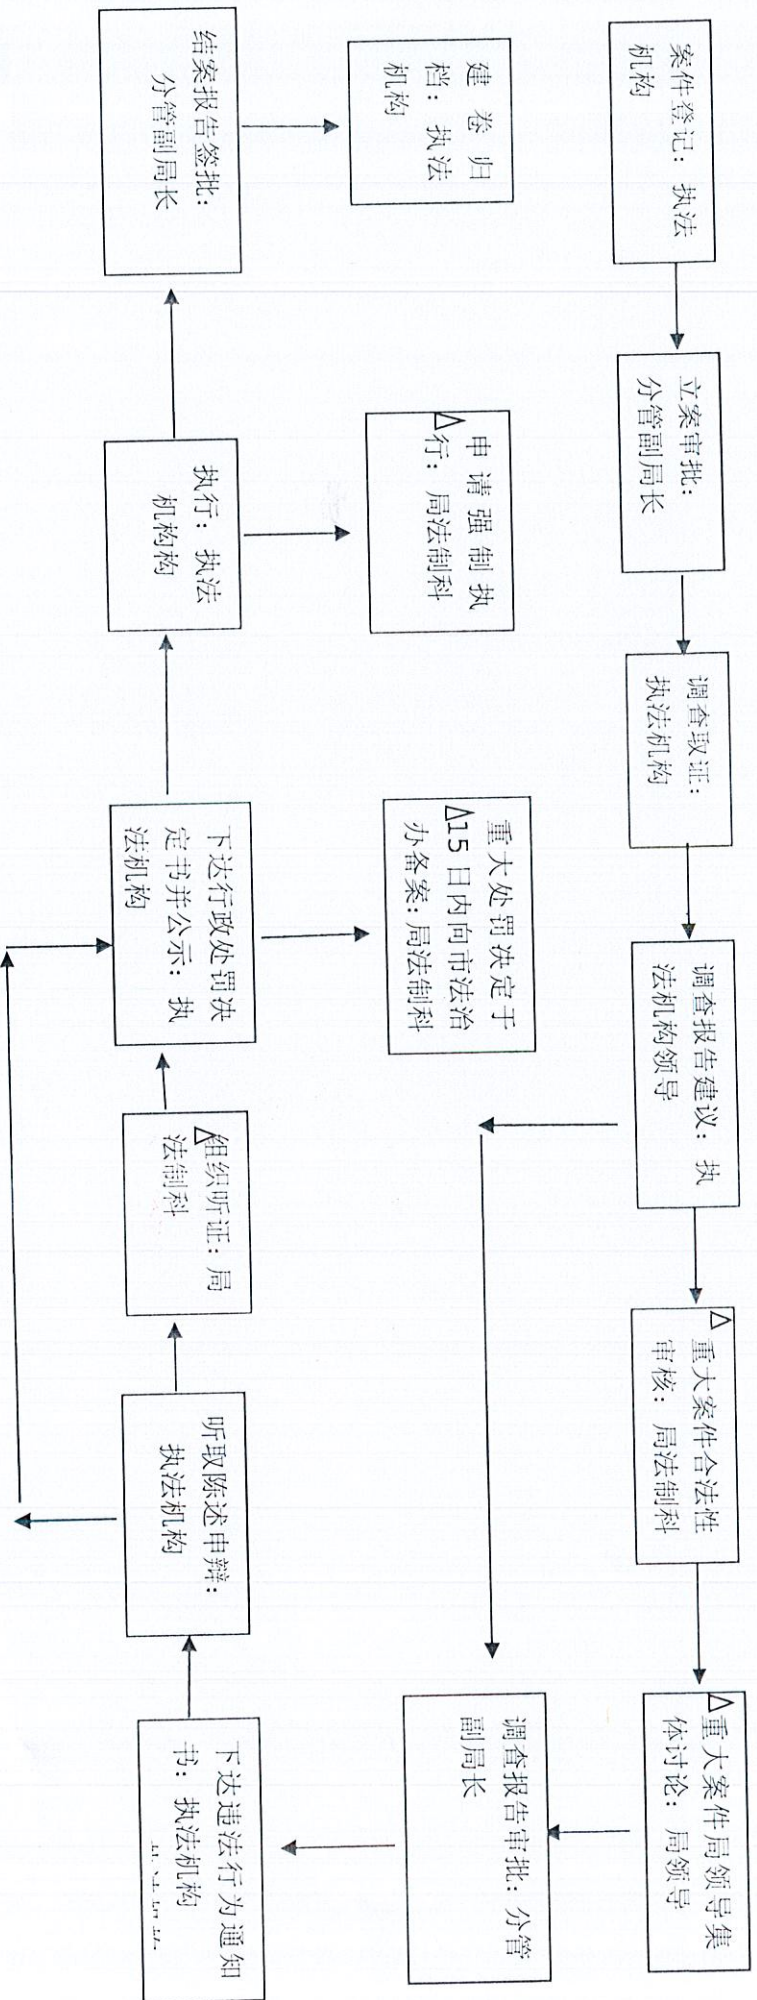 案件登记：执法
机构
立案审批：
分管副局长
调查取证：
执法机构
调查报告建议：执
法机构领导
△重大案件合法性
审核：局法制科
△重大案件局领导集
体讨论：局领导
调查报告审批：分管
副局长
下达违法行为通知
书：执法机构
听取陈述申辩：
执法机构
△组织听证：局
法制科
下达行政处罚决
定书并公示：执
法机构
重大处罚决定于
△15日内向市法治
办备案：局法制科
执行：执法
机构构
申请强制执
△行：局法制科
结案报告签批：
分管副局长
建卷归
档：执法
机构